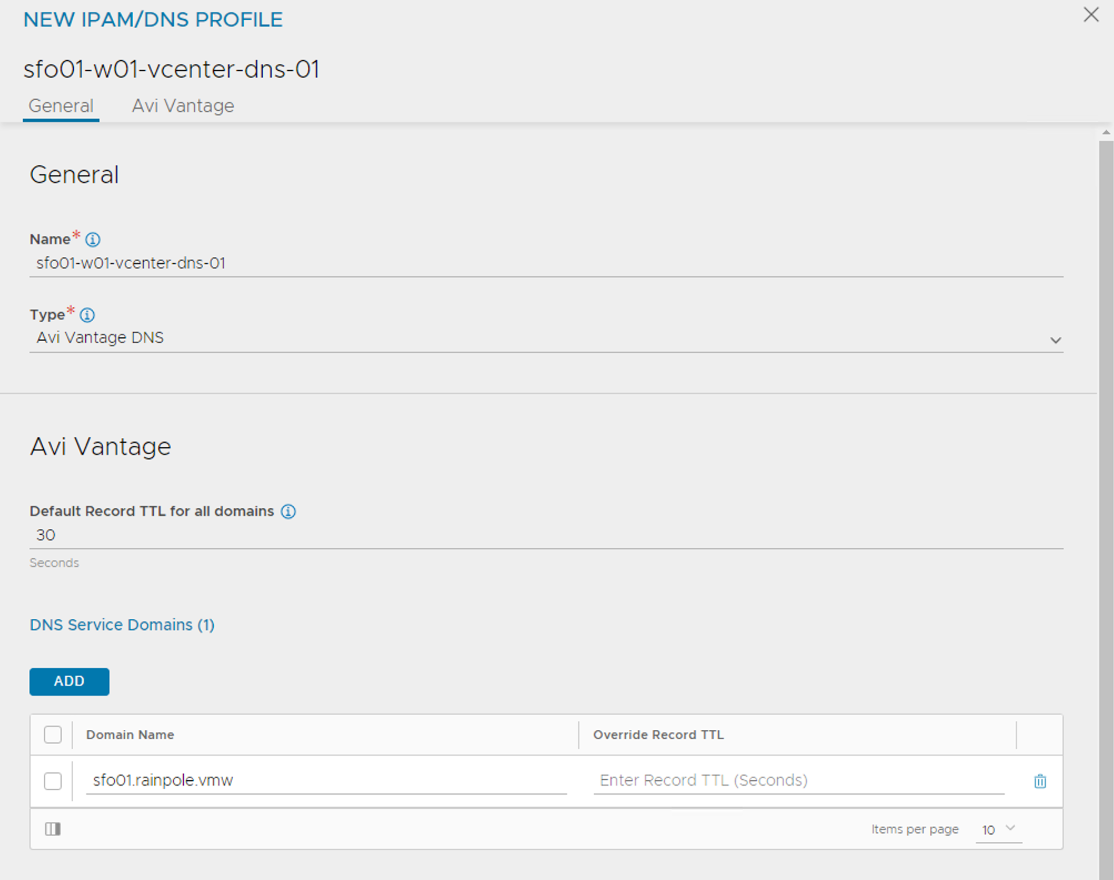 NEW IPAM/DNS PROFILE
sfo01-w01-vcenter-dns-01
General Avi Vantage
General
Name*
sfo01-w01-vcenter-dns-01
Type*
Avi Vantage DNS
Avi Vantage
Default Record TTL for all domains
30
Seconds
DNS Service Domains (1)
ADD
Domain Name Override Record TTL
sfo01.rainpole.vmw Enter Record TTL (Seconds)
Items per page 10